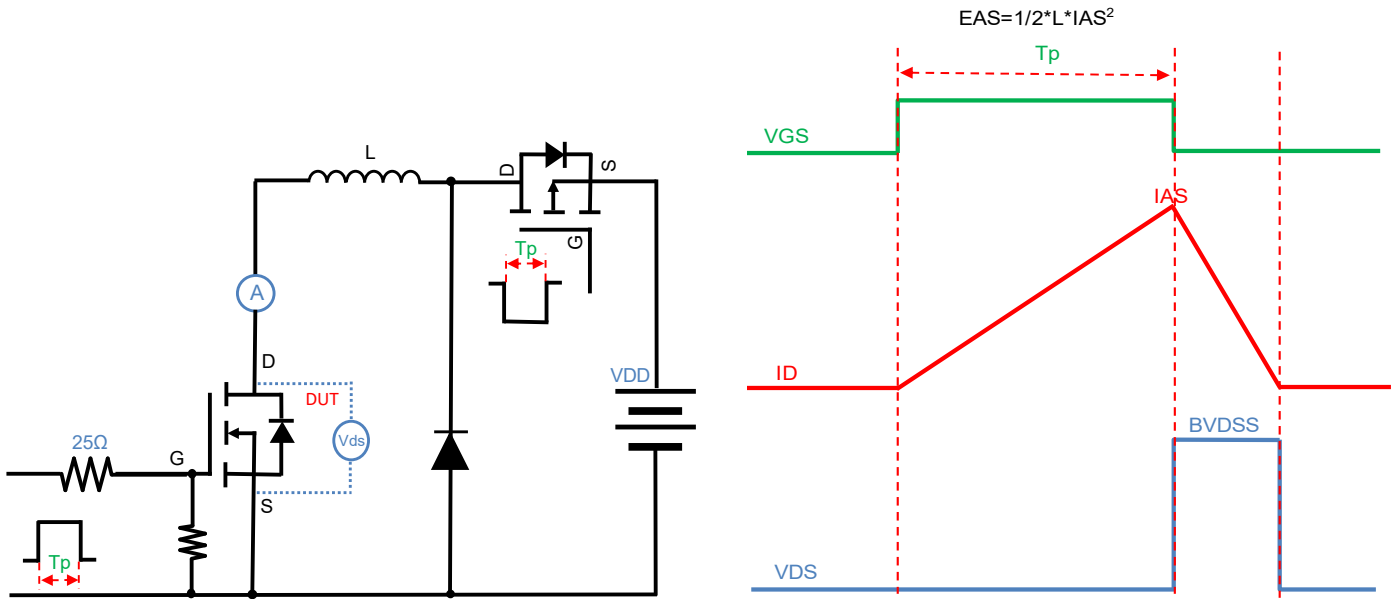 EAS=1/2*L*IAS²
Tp
VGS
L
D
S
G
Tp
IAS
A
D
VDD
ID
DUT
BVDSS
25Ω
G
Vds
S
Tp
VDS